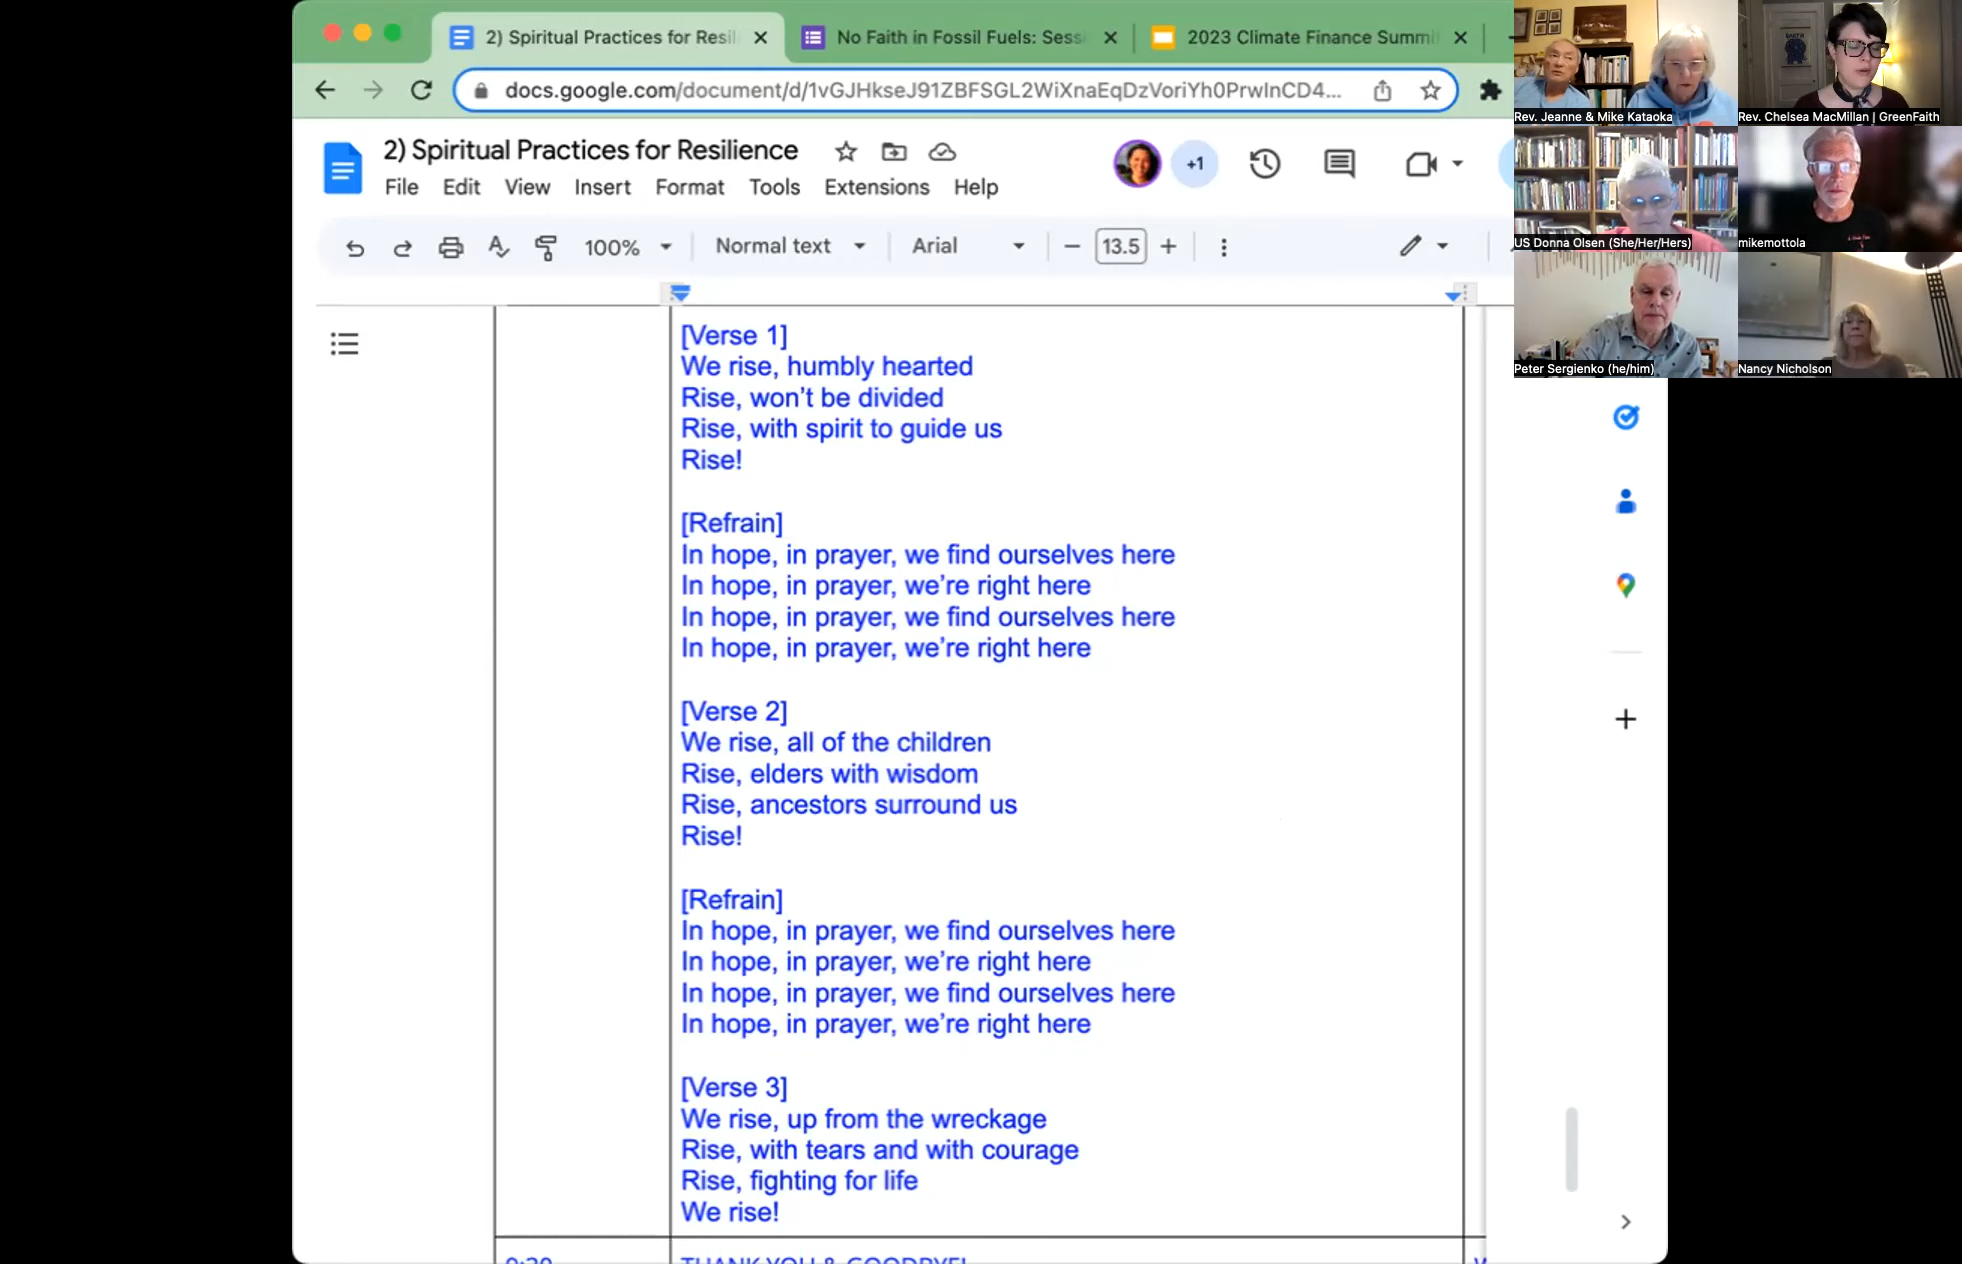 2) Spiritual Practices for Resil
No Faith in Fossil Fuels: Sess
2023 Climate Finance Summi
docs.google.com/document/d/1vGJHkseJ91ZBFSGL2WiXnaEqDzVoriYh0PrwInCD4...
2) Spiritual Practices for Resilience
+1
File Edit View Insert Format Tools Extensions Help
100% Normal text Arial 13.5
[Verse 1]
We rise, humbly hearted
Rise, won’t be divided
Rise, with spirit to guide us
Rise!
[Refrain]
In hope, in prayer, we find ourselves here
In hope, in prayer, we’re right here
In hope, in prayer, we find ourselves here
In hope, in prayer, we’re right here
[Verse 2]
We rise, all of the children
Rise, elders with wisdom
Rise, ancestors surround us
Rise!
[Refrain]
In hope, in prayer, we find ourselves here
In hope, in prayer, we’re right here
In hope, in prayer, we find ourselves here
In hope, in prayer, we’re right here
[Verse 3]
We rise, up from the wreckage
Rise, with tears and with courage
Rise, fighting for life
We rise!
THANK YOU & GOODBYE!
Rev. Jeanne & Mike Kataoka
Rev. Chelsea MacMillan | GreenFaith
US Donna Olsen (She/Her/Hers)
mikemottola
Peter Sergienko (he/him)
Nancy Nicholson